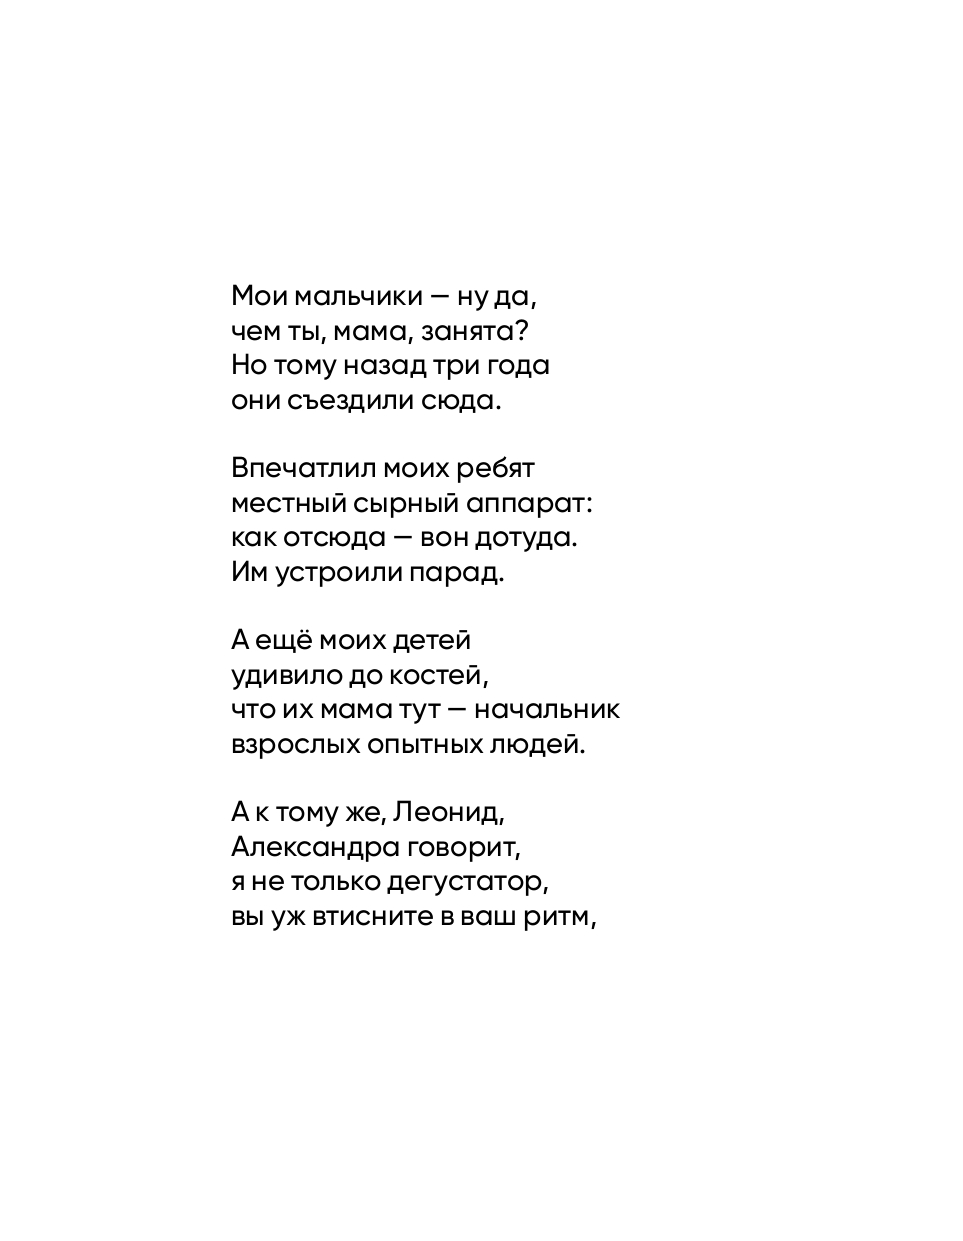 Мои мальчики — ну да,
чем ты, мама, занята?
Но тому назад три года
они съездили сюда.

Впечатлил моих ребят
местный сырный аппарат:
как отсюда — вон дотуда.
Им устроили парад.

А ещё моих детей
удивило до костей,
что их мама тут — начальник
взрослых опытных людей.

А к тому же, Леонид,
Александра говорит,
я не только дегустатор,
вы уж втисните в ваш ритм,